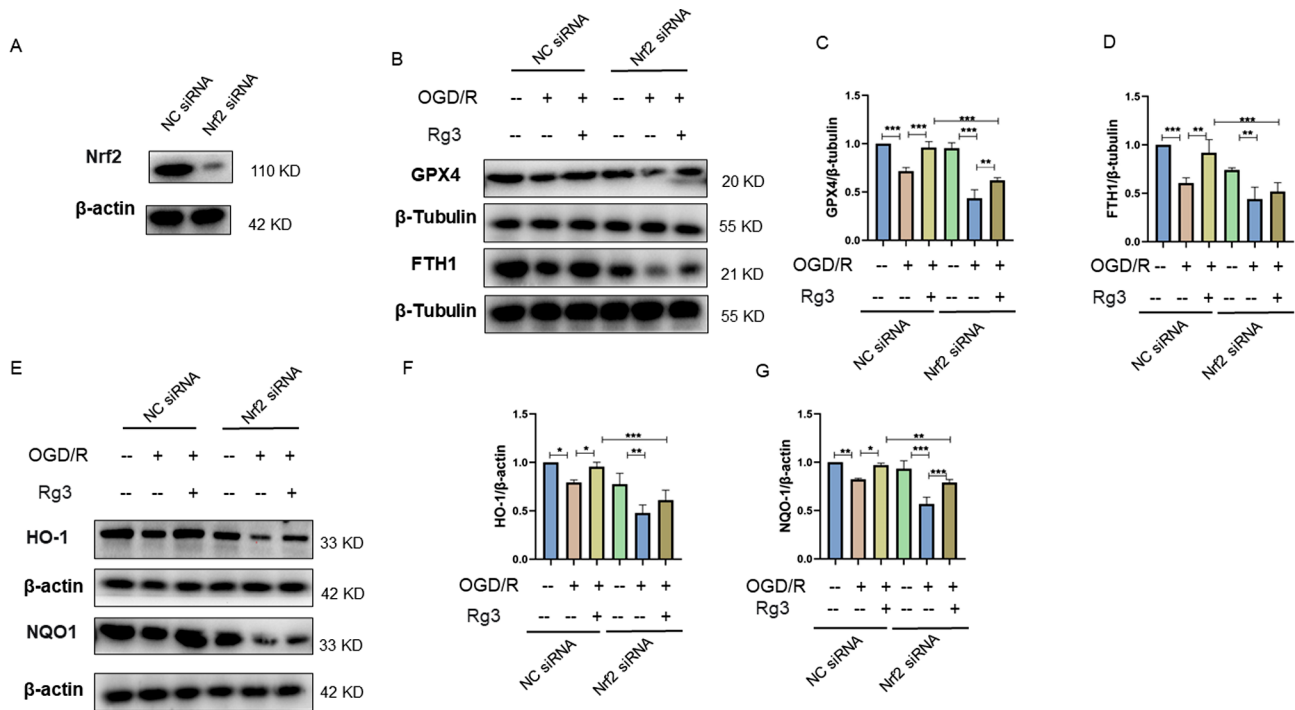 A
NC siRNA
Nrf2 siRNA
Nrf2
110 KD
β-actin
42 KD
B
NC siRNA
Nrf2 siRNA
OGD/R
-- + + -- + +
Rg3
-- -- + -- -- +
GPX4
20 KD
β-Tubulin
55 KD
FTH1
21 KD
β-Tubulin
55 KD
C
GPX4/β-tubulin
1.5
1.0
0.5
0.0
*** *** *** *** **
OGD/R
-- + + -- + +
Rg3
-- -- + -- -- +
NC siRNA
Nrf2 siRNA
D
FTH1/β-tubulin
1.5
1.0
0.5
0.0
*** ** *** **
OGD/R
-- + + -- + +
Rg3
-- -- + -- -- +
NC siRNA
Nrf2 siRNA
E
NC siRNA
Nrf2 siRNA
OGD/R
-- + + -- + +
Rg3
-- -- + -- -- +
HO-1
33 KD
β-actin
42 KD
NQO1
33 KD
β-actin
42 KD
F
HO-1/β-actin
1.5
1.0
0.5
0.0
* * *** **
OGD/R
-- + + -- + +
Rg3
-- -- + -- -- +
NC siRNA
Nrf2 siRNA
G
NQO-1/β-actin
1.5
1.0
0.5
0.0
** * ** *** ***
OGD/R
-- + + -- + +
Rg3
-- -- + -- -- +
NC siRNA
Nrf2 siRNA